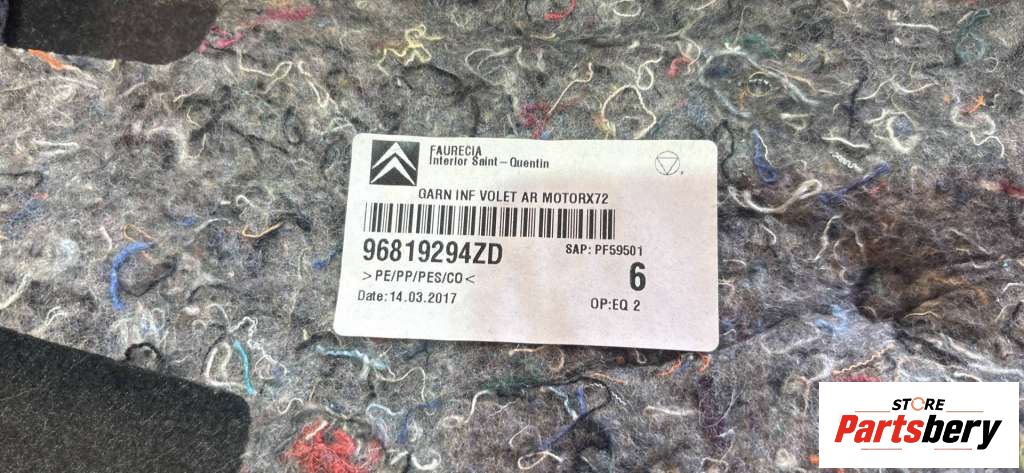 FAURECIA
Interior Saint-Quentin
GARN INF VOLET AR MOTORX72
96819294ZD
SAP: PF59501
>PE/PP/PES/CO<
6
Date: 14.03.2017
OP:EQ 2
STORE
Partsbery